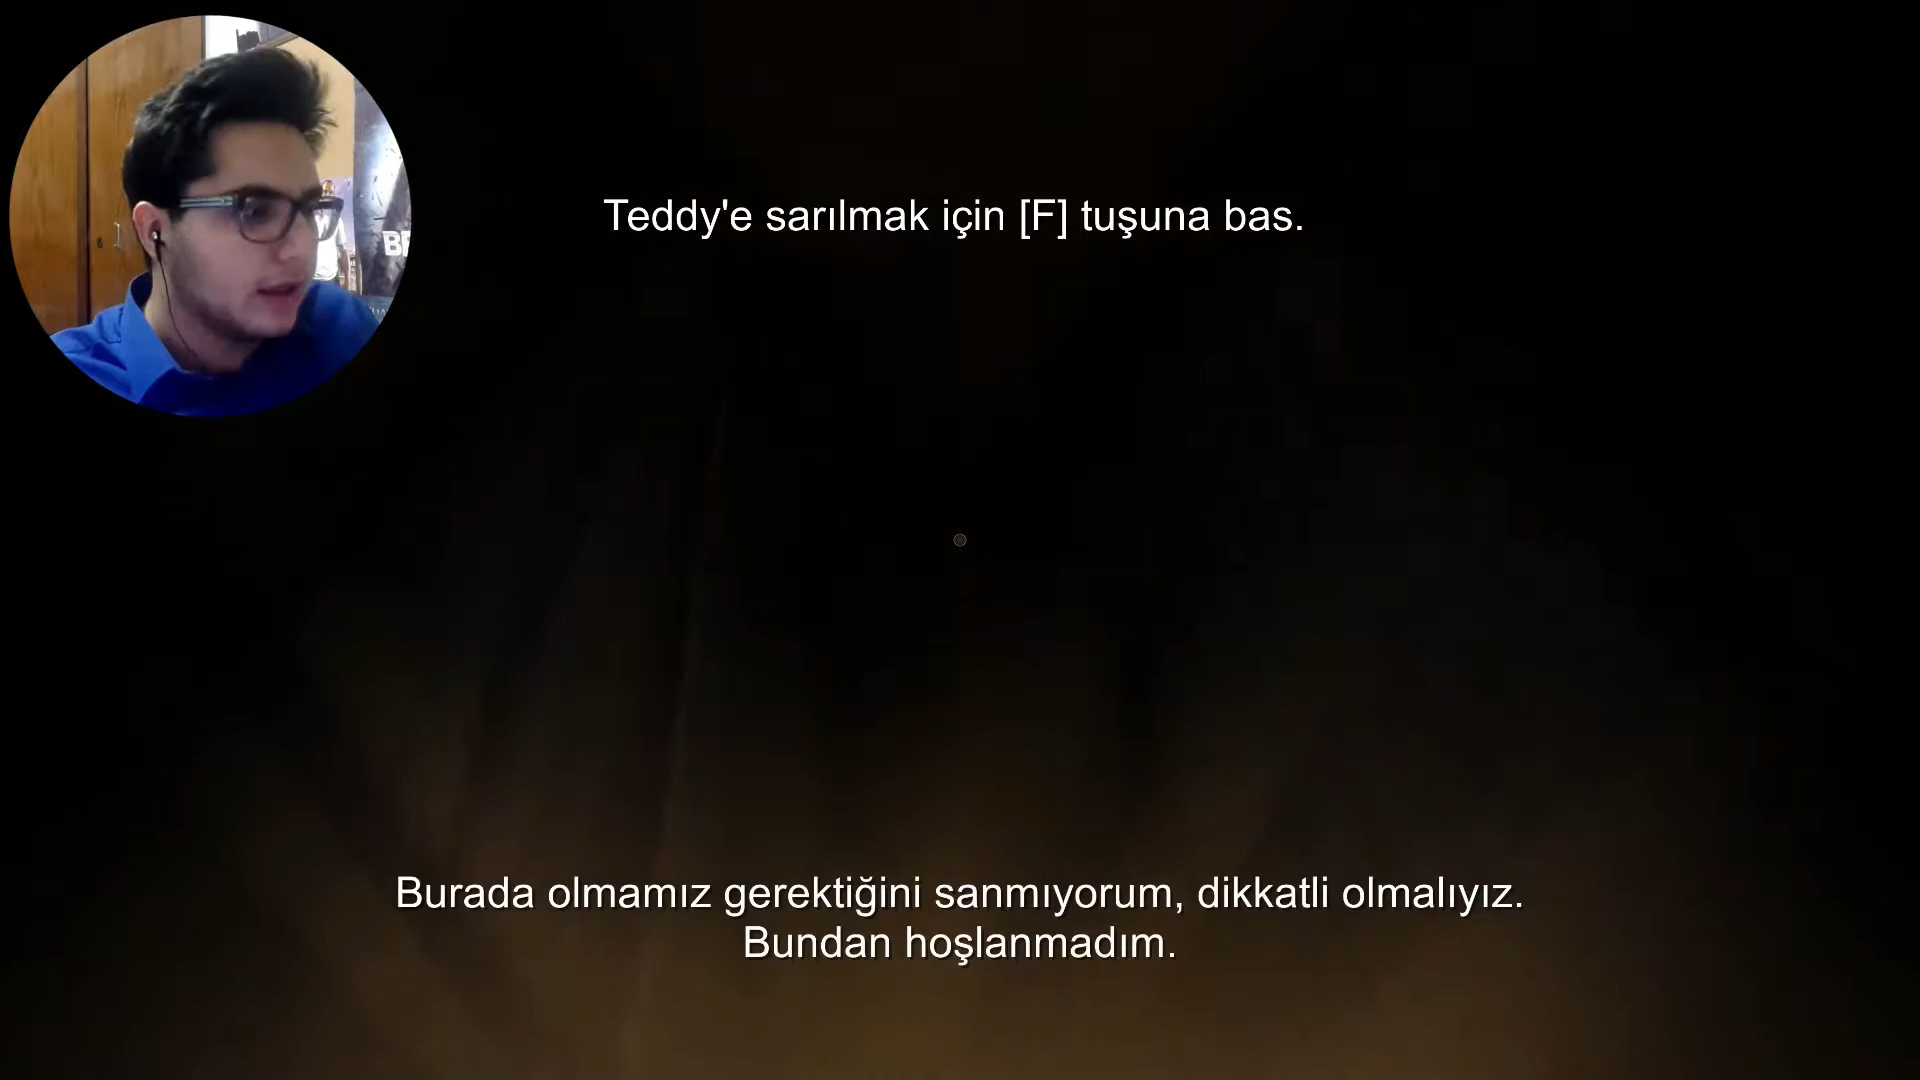 Teddy'e sarılmak için [F] tuşuna bas.
Burada olmamız gerektiğini sanmıyorum, dikkatli olmalıyız.
Bundan hoşlanmadım.